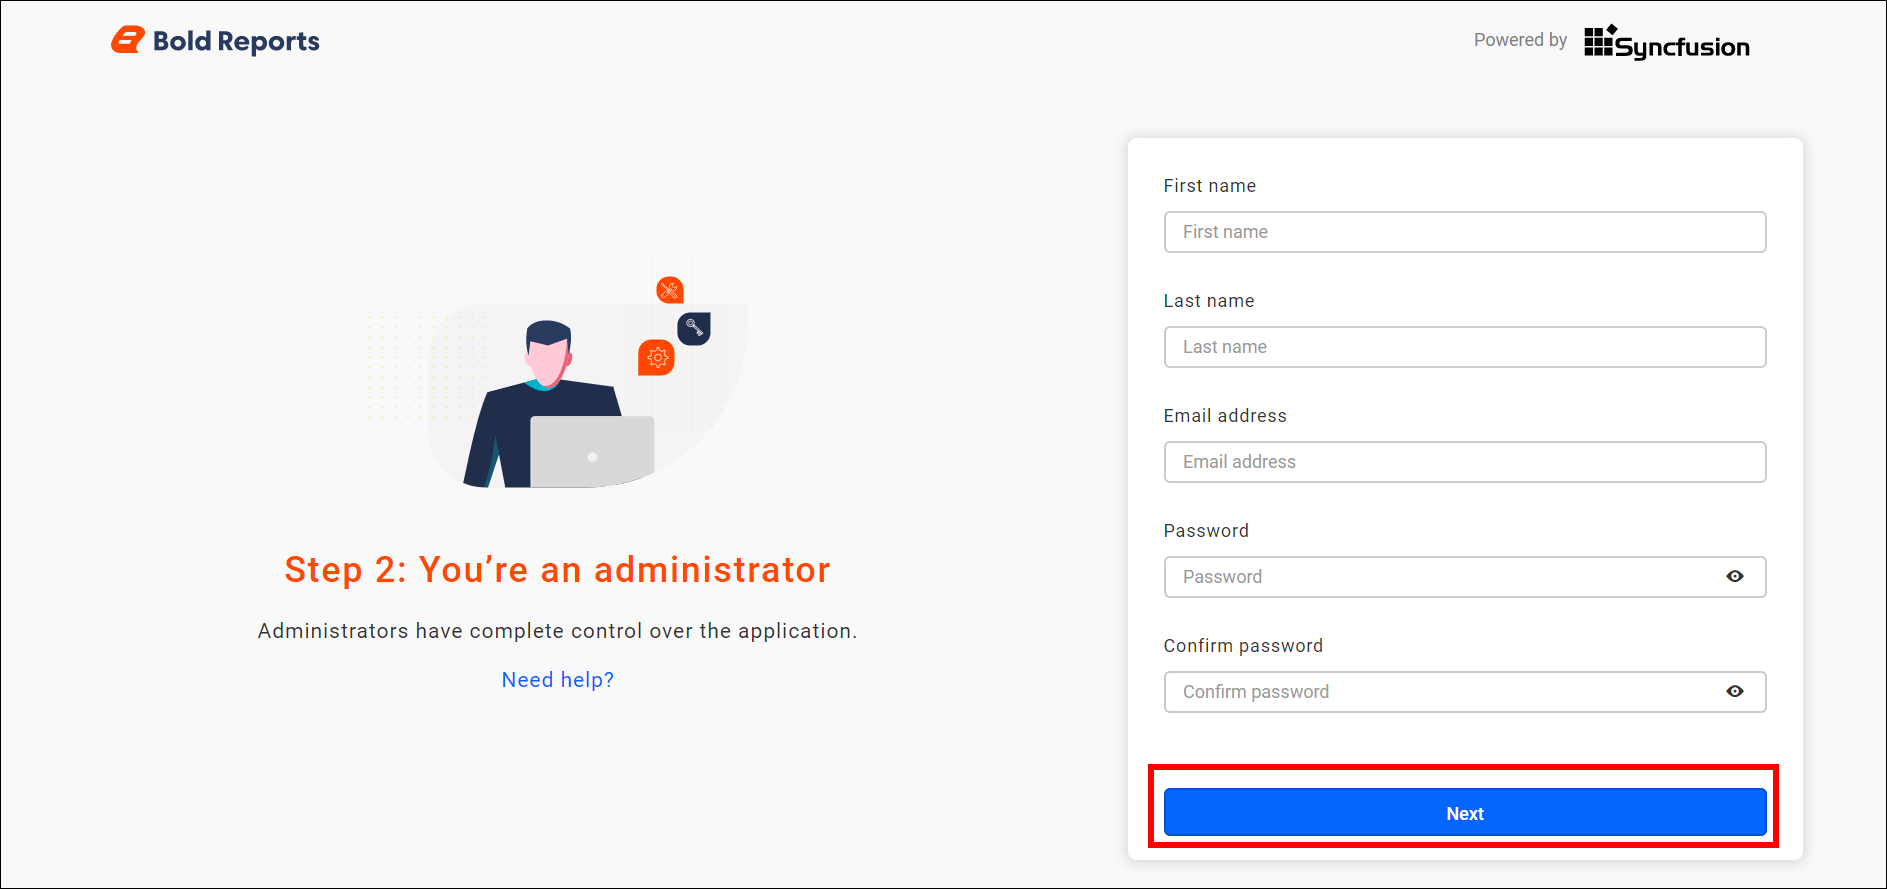 Bold Reports
Powered by Syncfusion
Step 2: You’re an administrator
Administrators have complete control over the application.
Need help?
First name
First name
Last name
Last name
Email address
Email address
Password
Password
Confirm password
Confirm password
Next